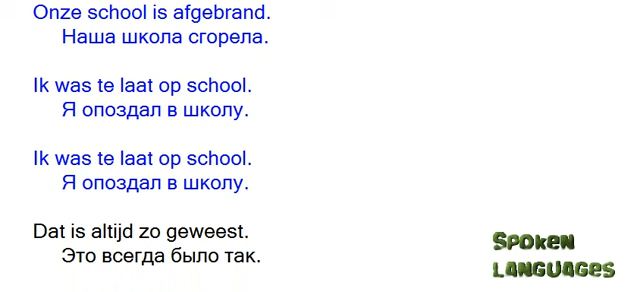 Onze school is afgebrand.
Наша школа сгорела.
Ik was te laat op school.
Я опоздал в школу.
Ik was te laat op school.
Я опоздал в школу.
Dat is altijd zo geweest.
Это всегда было так.
Spoken
Languages